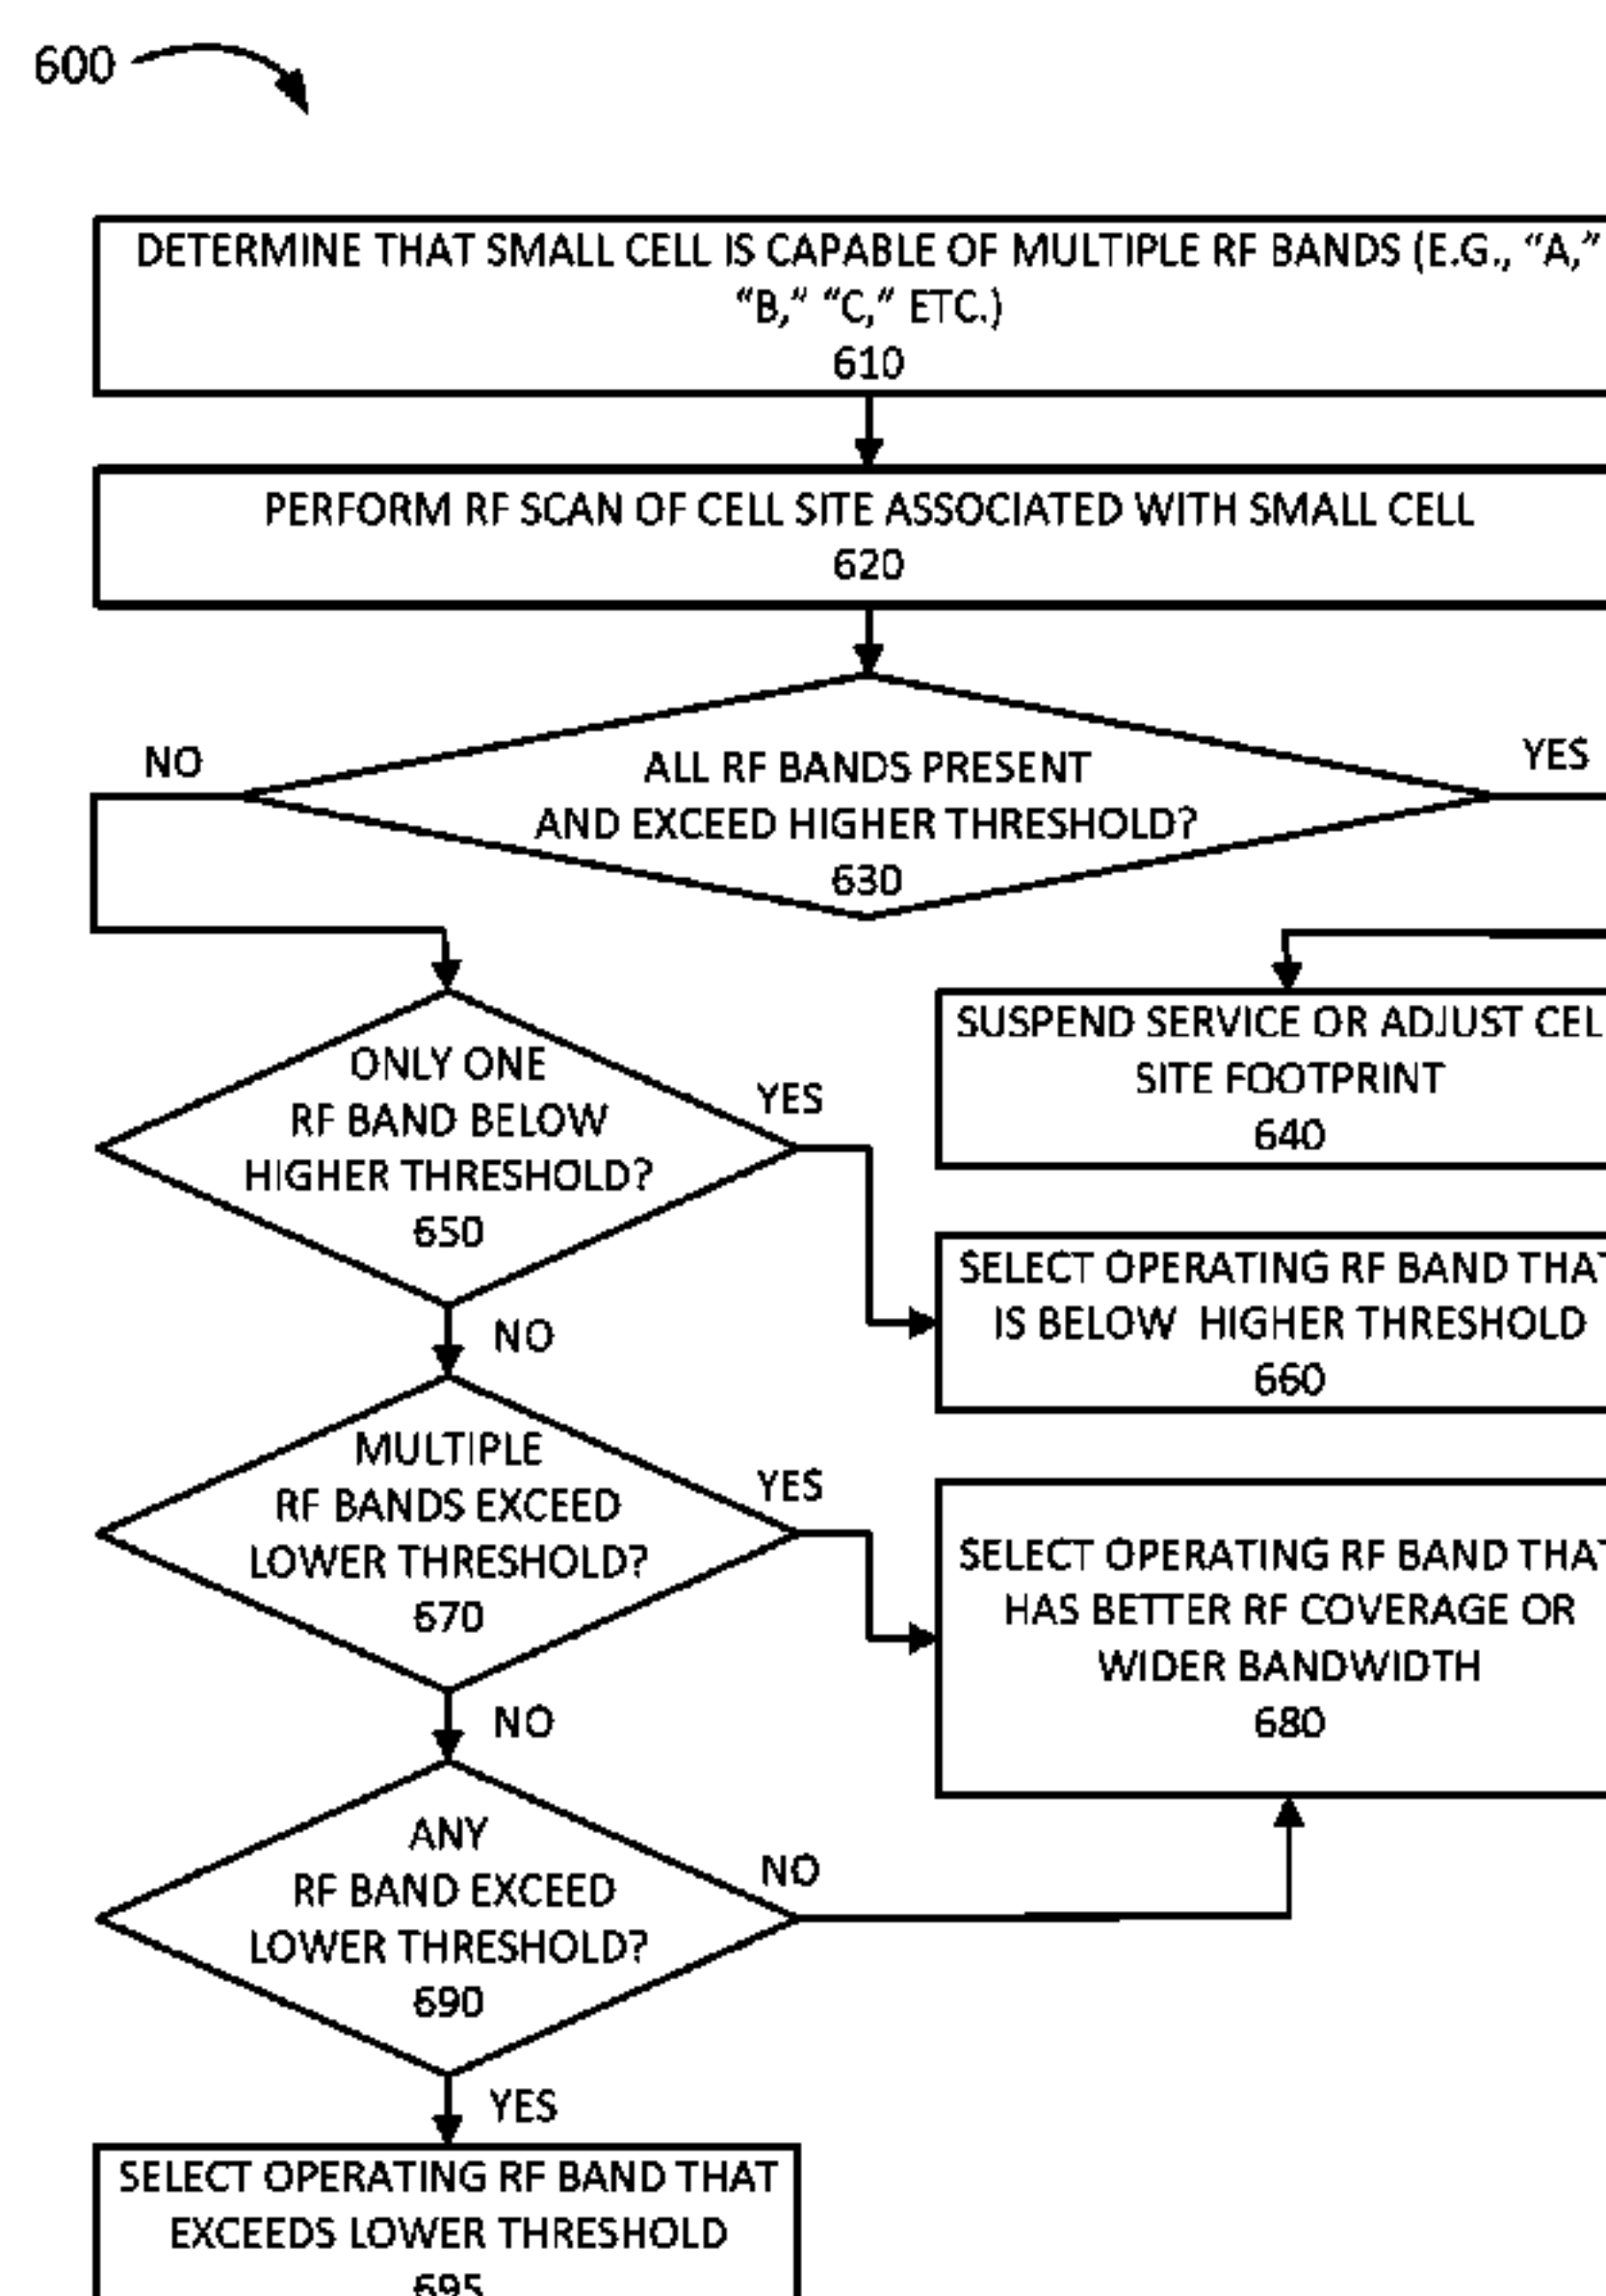 600
DETERMINE THAT SMALL CELL IS CAPABLE OF MULTIPLE RF BANDS (E.G., “A,”
“B,” “C,” ETC.)
610
PERFORM RF SCAN OF CELL SITE ASSOCIATED WITH SMALL CELL
620
NO
YES
ALL RF BANDS PRESENT
AND EXCEED HIGHER THRESHOLD?
630
SUSPEND SERVICE OR ADJUST CEL
SITE FOOTPRINT
640
ONLY ONE
RF BAND BELOW
HIGHER THRESHOLD?
650
YES
NO
SELECT OPERATING RF BAND THAT
IS BELOW HIGHER THRESHOLD
660
MULTIPLE
RF BANDS EXCEED
LOWER THRESHOLD?
670
YES
NO
SELECT OPERATING RF BAND THAT
HAS BETTER RF COVERAGE OR
WIDER BANDWIDTH
680
ANY
RF BAND EXCEED
LOWER THRESHOLD?
690
NO
YES
SELECT OPERATING RF BAND THAT
EXCEEDS LOWER THRESHOLD
695